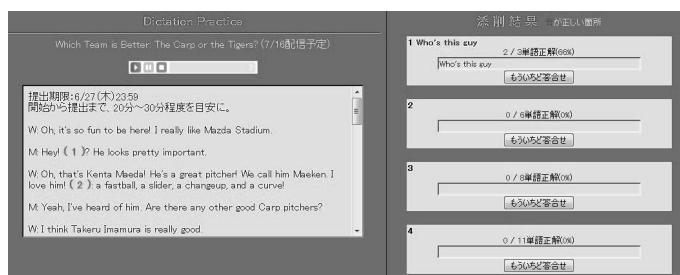 Dictation Practice
Which Team is Better: The Carp or the Tigers? (7/16配信予定)
提出期限:6/27(木)23:59
開始から提出まで、20分～30分程度を目安に。
W: Oh, it's so fun to be here! I really like Mazda Stadium.
M: Hey! ( 1 )? He looks pretty important.
W: Oh, that's Kenta Maeda! He's a great pitcher! We call him Maeken. I
love him! ( 2 ): a fastball, a slider, a changeup, and a curve!
M: Yeah, I've heard of him. Are there any other good Carp pitchers?
W: I think Takeru Imamura is really good.
添削結果 が正しい箇所
1 Who's this guy
2 / 3単語正解(66%)
Who's this guy
もういちど答合せ
2
0 / 6単語正解(0%)
もういちど答合せ
3
0 / 8単語正解(0%)
もういちど答合せ
4
0 / 11単語正解(0%)
もういちど答合せ